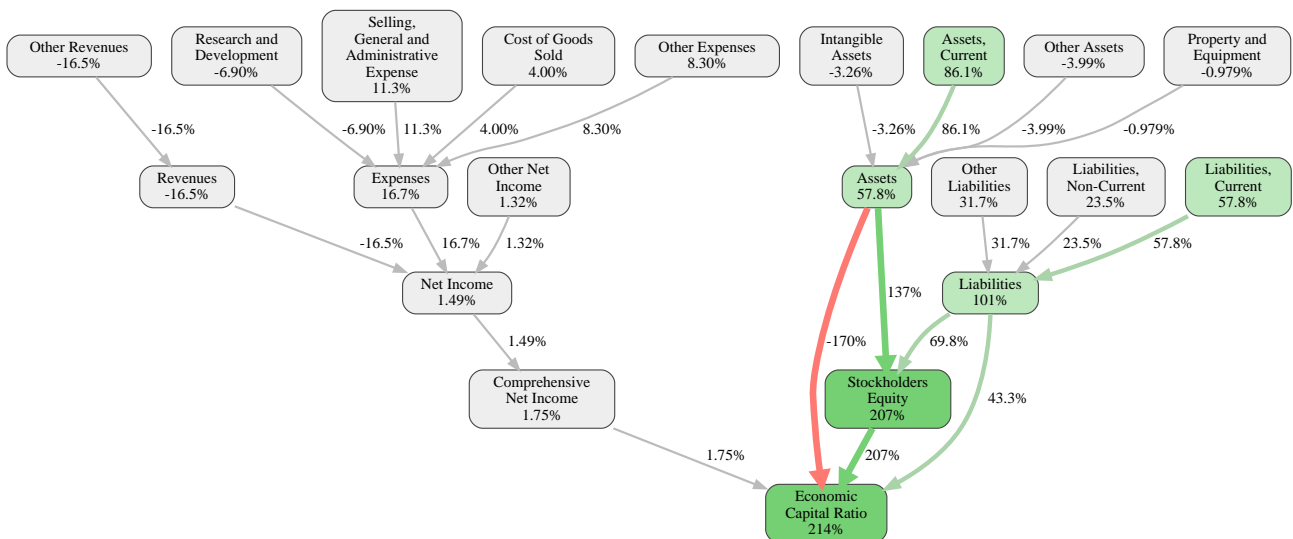 Other Revenues
-16.5%
Research and
Development
-6.90%
Selling,
General and
Administrative
Expense
11.3%
Cost of Goods
Sold
4.00%
Other Expenses
8.30%
Intangible
Assets
-3.26%
Assets,
Current
86.1%
Other Assets
-3.99%
Property and
Equipment
-0.979%
-16.5%
-6.90%
11.3%
4.00%
8.30%
-3.26%
86.1%
-3.99%
-0.979%
Revenues
-16.5%
Expenses
16.7%
Other Net
Income
1.32%
Assets
57.8%
Other
Liabilities
31.7%
Liabilities,
Non-Current
23.5%
Liabilities,
Current
57.8%
-16.5%
16.7%
1.32%
31.7%
23.5%
57.8%
Net Income
1.49%
137%
Liabilities
101%
1.49%
-170%
69.8%
Comprehensive
Net Income
1.75%
Stockholders
Equity
207%
43.3%
1.75%
207%
Economic
Capital Ratio
214%